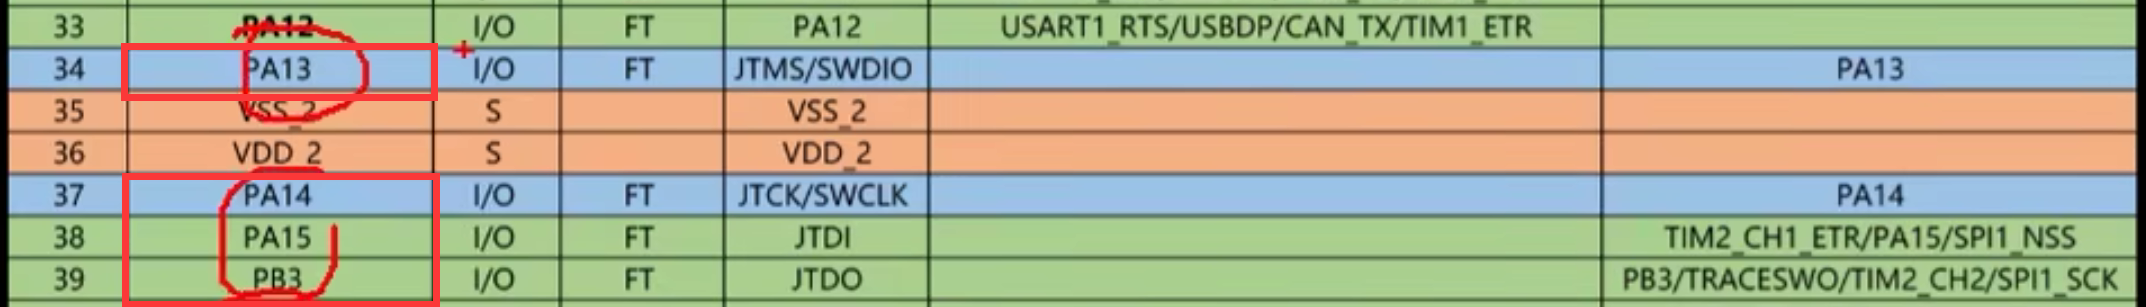 33 PA12 I/O FT PA12 USART1_RTS/USBDP/CAN_TX/TIM1_ETR
34 PA13 I/O FT JTMS/SWDIO PA13
35 VSS_2 S VSS_2
36 VDD_2 S VDD_2
37 PA14 I/O FT JTCK/SWCLK PA14
38 PA15 I/O FT JTDI TIM2_CH1_ETR/PA15/SPI1_NSS
39 PB3 I/O FT JTDO PB3/TRACESWO/TIM2_CH2/SPI1_SCK